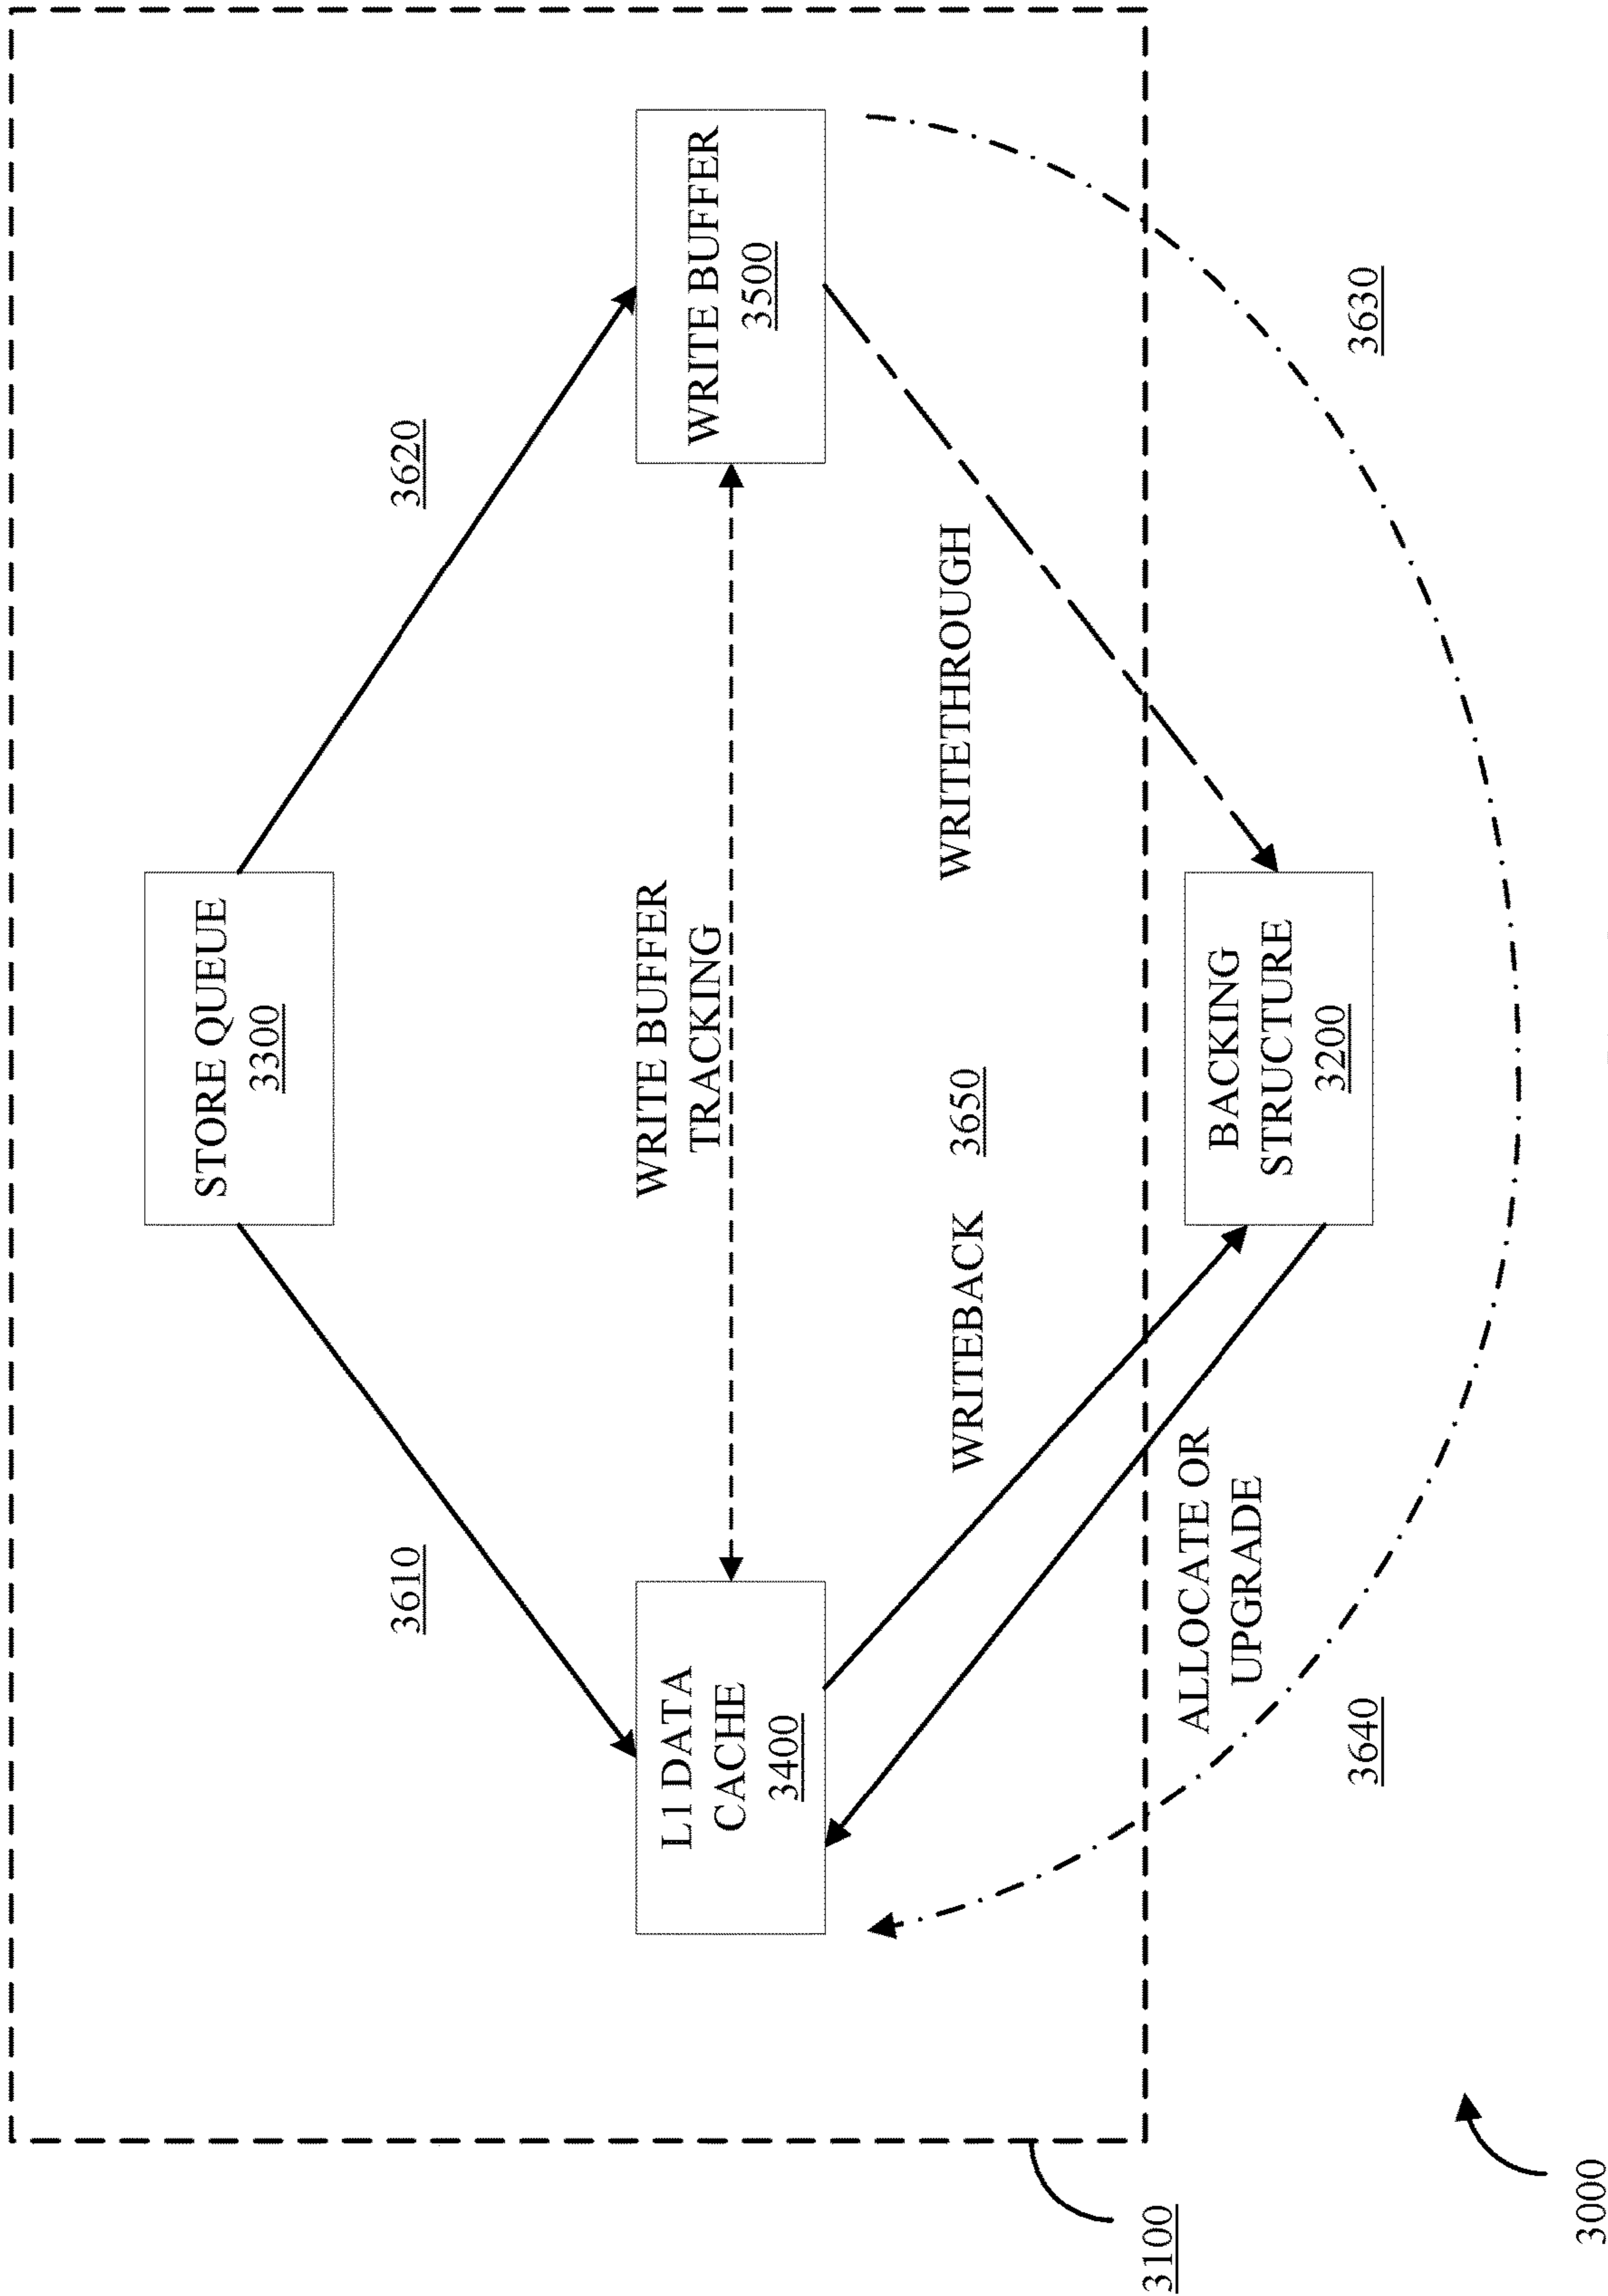 STORE QUEUE
3300
3610
3620
WRITE BUFFER
TRACKING
L1 DATA
CACHE
3400
WRITE BUFFER
3500
WRITEBACK
3650
WRITETHROUGH
ALLOCATE OR
UPGRADE
BACKING
STRUCTURE
3200
3640
3630
3100
3000